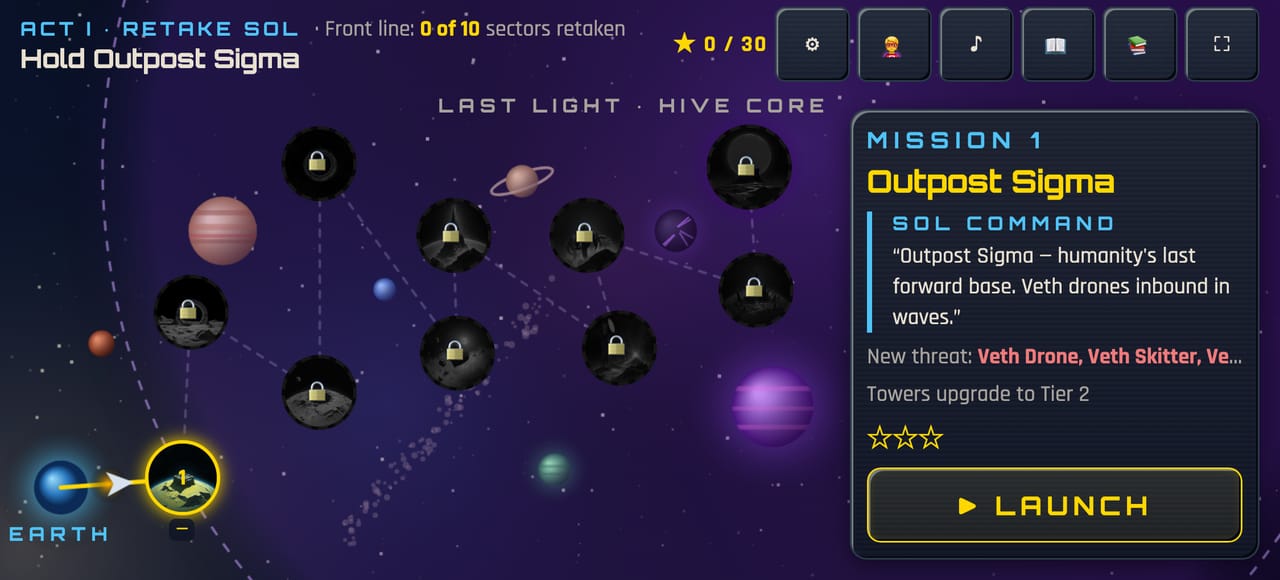 ACT I · RETAKE SOL · Front line: 0 of 10 sectors retaken
Hold Outpost Sigma
★ 0 / 30
LAST LIGHT · HIVE CORE
MISSION 1
Outpost Sigma
SOL COMMAND
“Outpost Sigma — humanity's last
forward base. Veth drones inbound in
waves.”
New threat: Veth Drone, Veth Skitter, Ve...
Towers upgrade to Tier 2
☆☆☆
▶ LAUNCH
1
—
EARTH